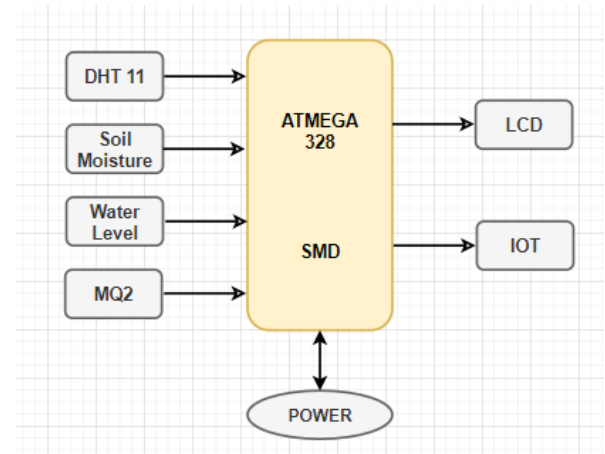 DHT 11
Soil
Moisture
Water
Level
MQ2
ATMEGA
328
SMD
LCD
IOT
POWER